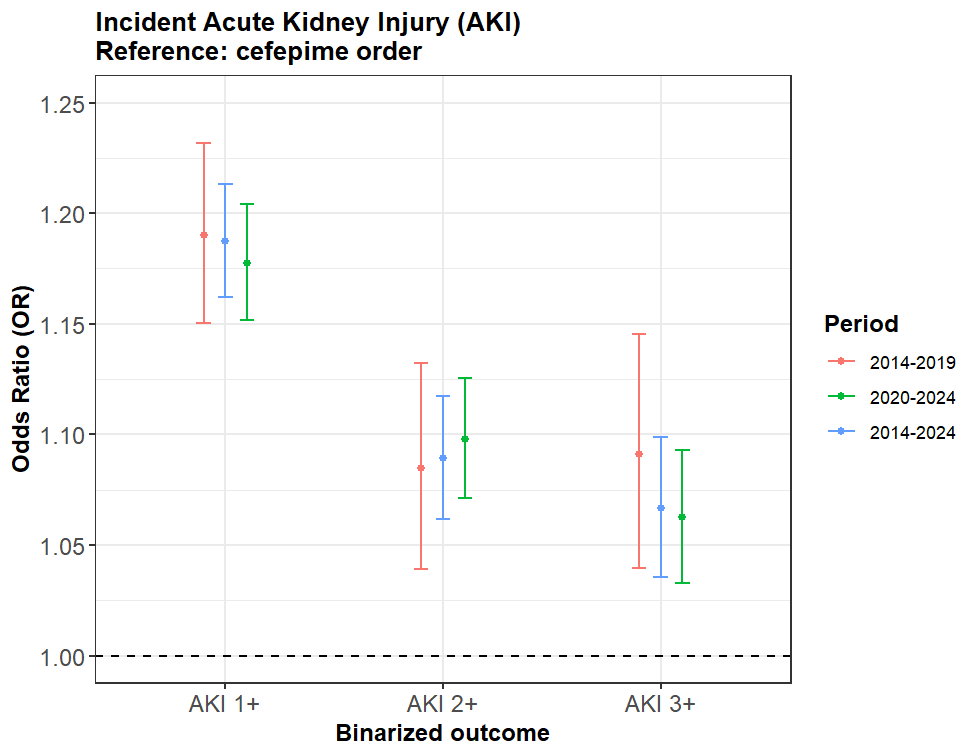 Incident Acute Kidney Injury (AKI)
Reference: cefepime order
Odds Ratio (OR)
1.25
1.20
1.15
1.10
1.05
1.00
AKI 1+
AKI 2+
AKI 3+
Binarized outcome
Period
2014-2019
2020-2024
2014-2024